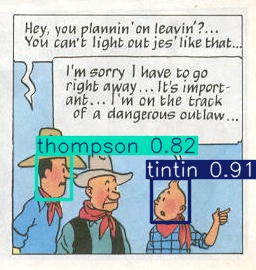 Hey, you plannin' on leavin'?...
You can't light out jes' like that...
I'm sorry I have to go
right away... It's import-
ant... I'm on the track
of a dangerous outlaw...
thompson 0.82
tintin 0.91